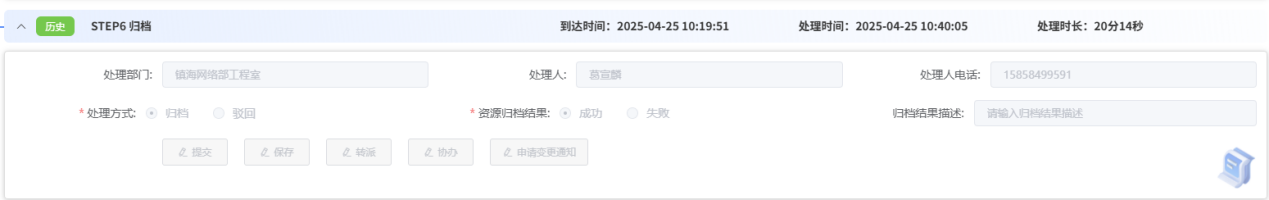 历史 STEP6 归档 到达时间：2025-04-25 10:19:51 处理时间：2025-04-25 10:40:05 处理时长：20分14秒
处理部门: 镇海网络部工程室 处理人: 葛宣麟 处理人电话: 15858499591
* 处理方式: 归档 驳回 * 资源归档结果: 成功 失败 归档结果描述: 请输入归档结果描述
提交 保存 转派 协办 申请变更通知